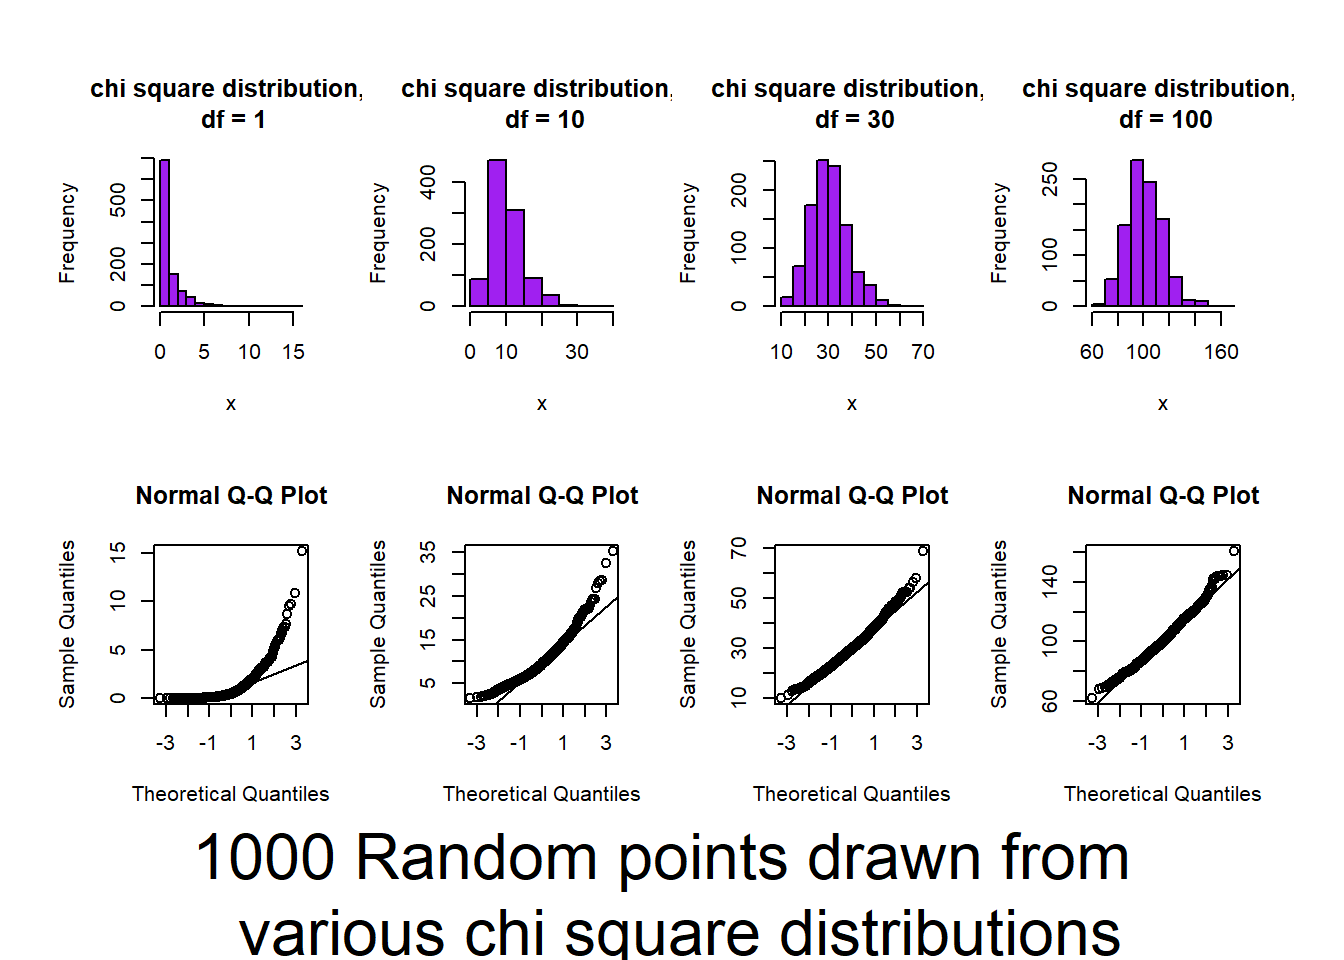 chi square distribution,
df = 1
chi square distribution,
df = 10
chi square distribution,
df = 30
chi square distribution,
df = 100
Frequency
0 200 500
0 5 10 15
x
Frequency
0 200 400
0 10 30
x
Frequency
0 100 200
10 30 50 70
x
Frequency
0 100 250
60 100 160
x
Normal Q-Q Plot
Sample Quantiles
0 5 10 15
-3 -1 1 3
Theoretical Quantiles
Normal Q-Q Plot
Sample Quantiles
5 15 25 35
-3 -1 1 3
Theoretical Quantiles
Normal Q-Q Plot
Sample Quantiles
10 30 50 70
-3 -1 1 3
Theoretical Quantiles
Normal Q-Q Plot
Sample Quantiles
60 100 140
-3 -1 1 3
Theoretical Quantiles
1000 Random points drawn from
various chi square distributions